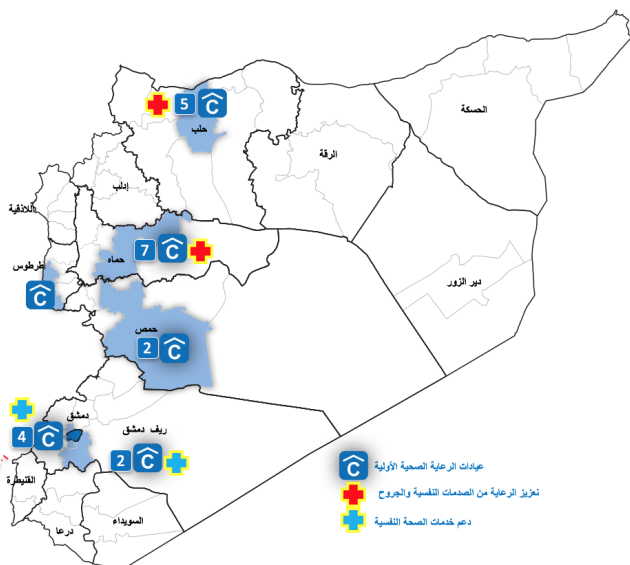 الحسكة
5 C
حلب
الرقة
إدلب
اللاذقية
7 C
حماه
طرطوس
دير الزور
C
حمص
2 C
دمشق
4 C
ريف دمشق
2 C
عيادات الرعاية الصحية الأولية
القنيطرة
C
تعزيز الرعاية من الصدمات النفسية والجروح
السويداء
دعم خدمات الصحة النفسية
درعا